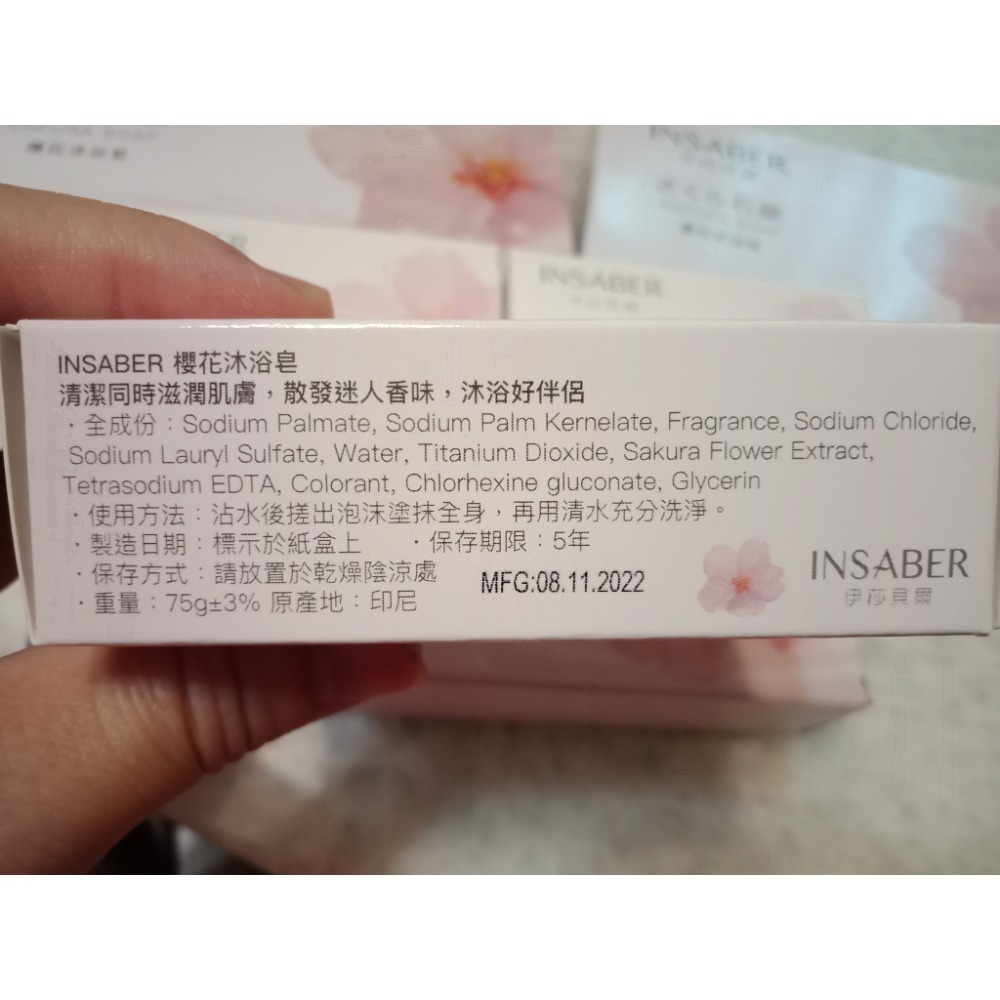 櫻花沐浴皂
INSABER
INSABER
INSABER 櫻花沐浴皂
清潔同時滋潤肌膚，散發迷人香味，沐浴好伴侶
・全成份：Sodium Palmate, Sodium Palm Kernelate, Fragrance, Sodium Chloride,
Sodium Lauryl Sulfate, Water, Titanium Dioxide, Sakura Flower Extract,
Tetrasodium EDTA, Colorant, Chlorhexine gluconate, Glycerin
・使用方法：沾水後搓出泡沫塗抹全身，再用清水充分洗淨。
・製造日期：標示於紙盒上 ・保存期限：5年
・保存方式：請放置於乾燥陰涼處
MFG:08.11.2022
・重量：75g±3% 原產地：印尼
INSABER
伊莎貝爾